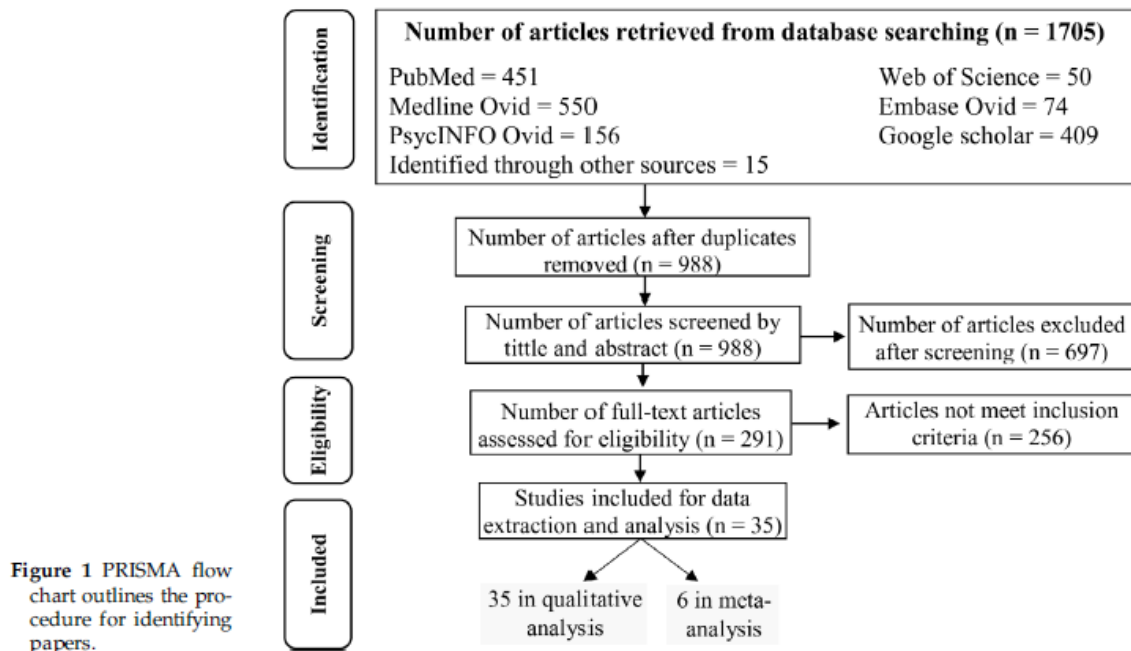 Identification
Number of articles retrieved from database searching (n = 1705)
PubMed = 451
Web of Science = 50
Medline Ovid = 550
Embase Ovid = 74
PsycINFO Ovid = 156
Google scholar = 409
Identified through other sources = 15
Screening
Number of articles after duplicates
removed (n = 988)
Number of articles screened by
tittle and abstract (n = 988)
Number of articles excluded
after screening (n = 697)
Eligibility
Number of full-text articles
assessed for eligibility (n = 291)
Articles not meet inclusion
criteria (n = 256)
Included
Studies included for data
extraction and analysis (n = 35)
35 in qualitative
analysis
6 in meta-
analysis
Figure 1 PRISMA flow
chart outlines the pro-
cedure for identifying
papers.